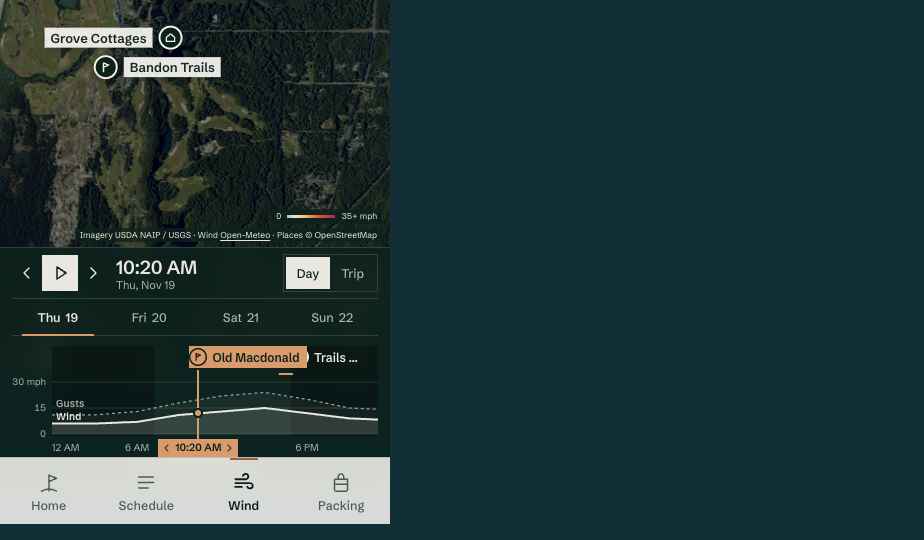 Grove Cottages
Bandon Trails
0 35+ mph
Imagery USDA NAIP / USGS · Wind Open-Meteo · Places © OpenStreetMap
10:20 AM
Thu, Nov 19
Day Trip
Thu 19 Fri 20 Sat 21 Sun 22
Old Macdonald Trails ...
30 mph
Gusts
15
Wind
0
12 AM 6 AM 10:20 AM 6 PM
Home Schedule Wind Packing